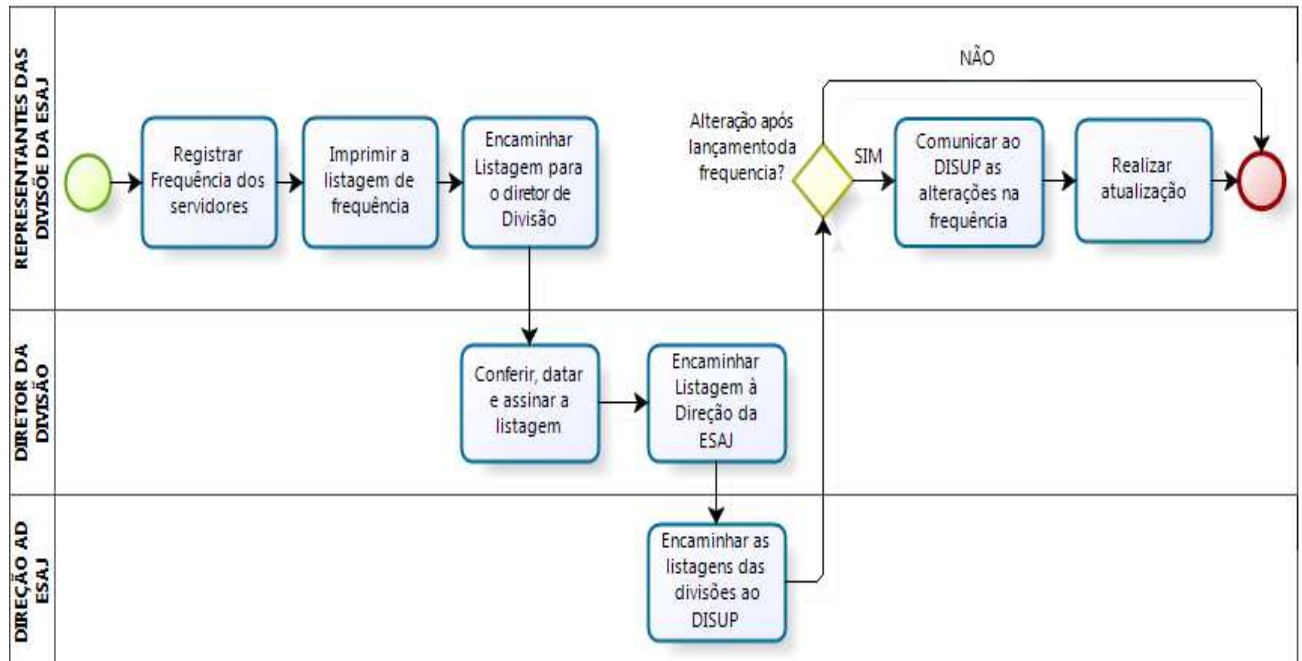 REPRESENTANTES DAS
DIVISÕE DA ESAJ
Registrar
Frequência dos
servidores
Imprimir a
listagem de
frequência
Encaminhar
Listagem para
o diretor de
Divisão
Alteração após
lançamento da
frequencia?
NÃO
SIM
Comunicar ao
DISUP as
alterações na
frequência
Realizar
atualização
DIRETOR DA
DIVISÃO
Conferir, datar
e assinar a
listagem
Encaminhar
Listagem à
Direção da
ESAJ
DIREÇÃO AD
ESAJ
Encaminhar as
listagens das
divisões ao
DISUP